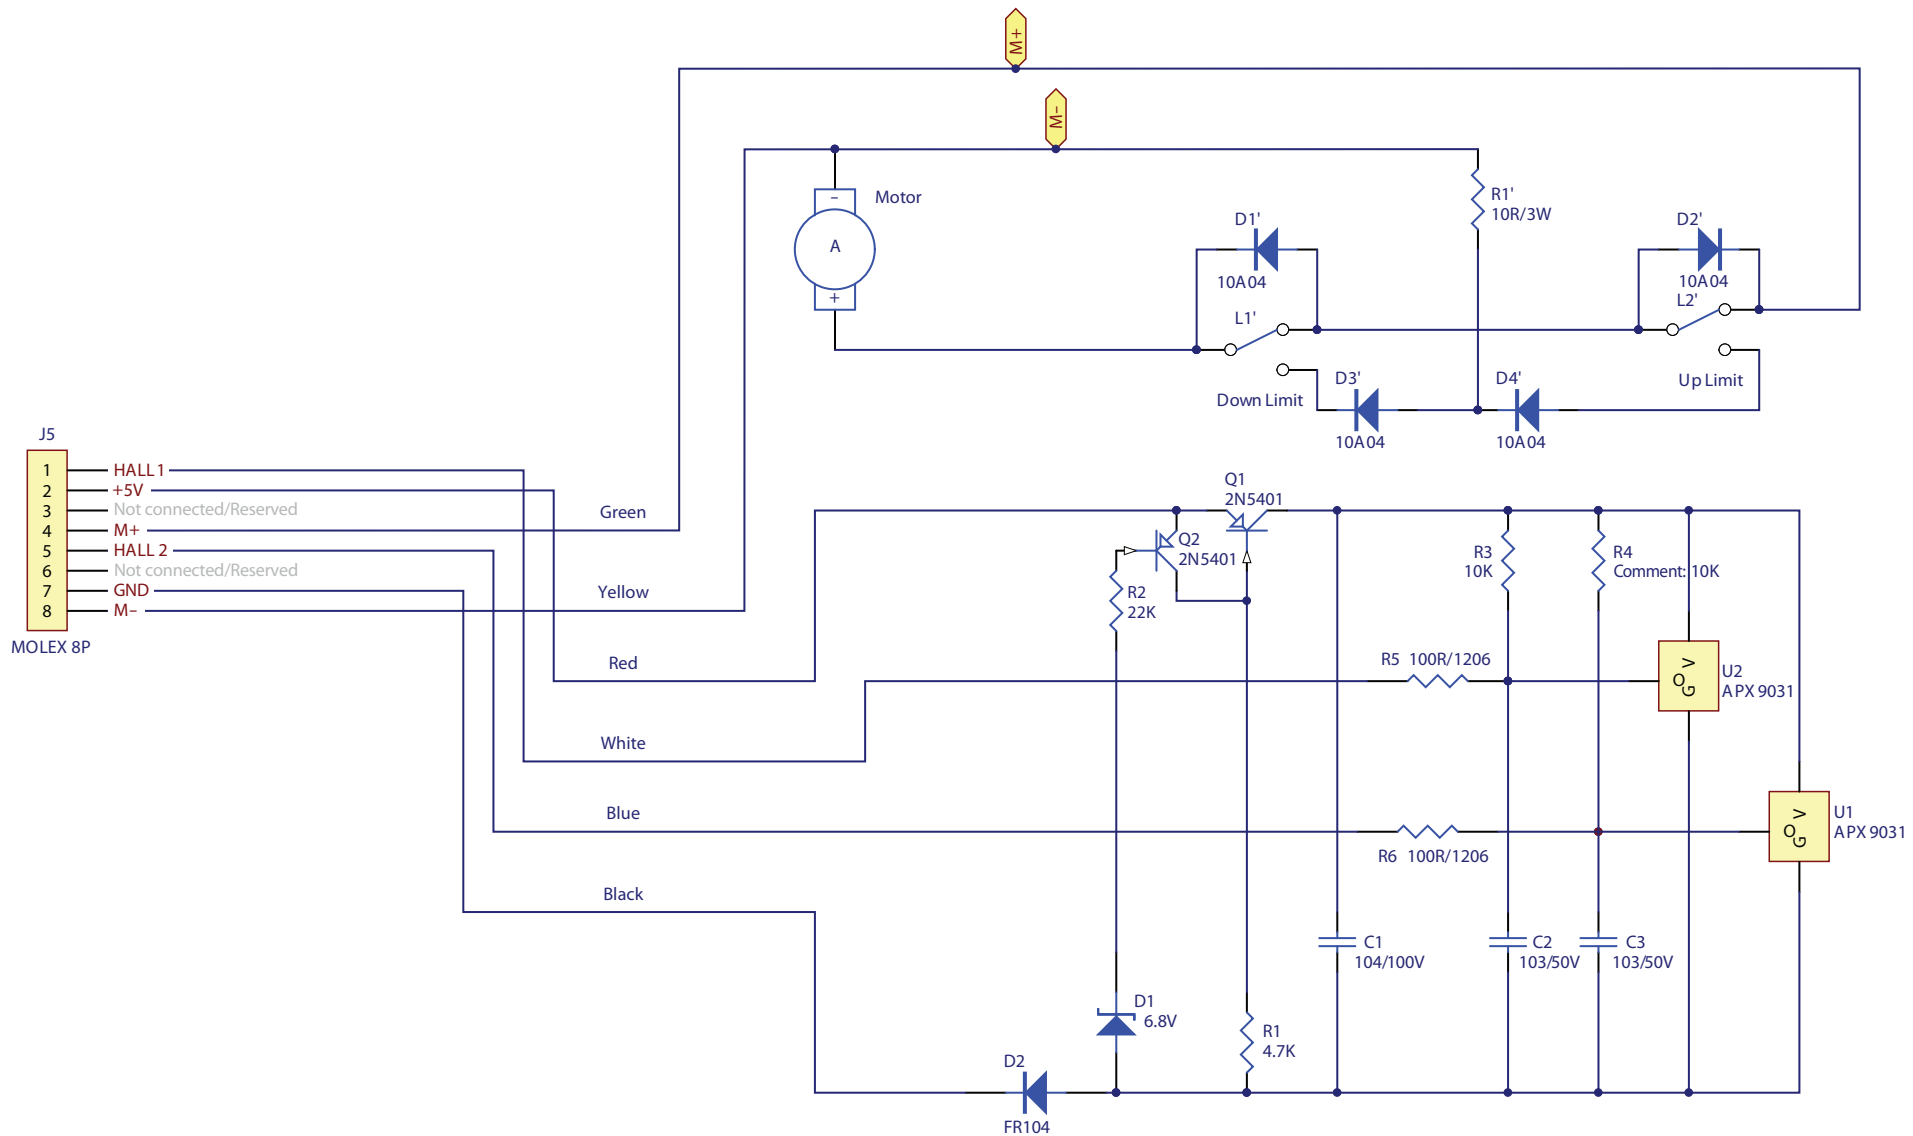 M+
M−
−
Motor
A
+
D1'
10A04
L1'
Down Limit
R1'
10R/3W
D2'
10A04
L2'
Up Limit
D3'
10A04
D4'
10A04
J5
1 HALL 1
2 +5V
3 Not connected/Reserved
4 M+
5 HALL 2
6 Not connected/Reserved
7 GND
8 M−
MOLEX 8P
Green
Yellow
Red
White
Blue
Black
Q1
2N5401
Q2
2N5401
R2
22K
R3
10K
R4
Comment: 10K
R5 100R/1206
V
O
G
U2
APX 9031
R6 100R/1206
V
O
G
U1
APX 9031
C1
104/100V
C2
103/50V
C3
103/50V
D1
6.8V
R1
4.7K
D2
FR104